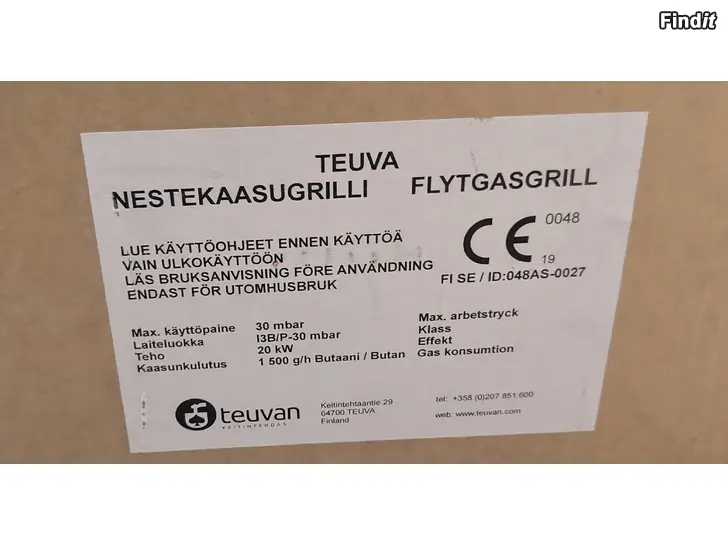 Findit
TEUVA
NESTEKAASUGRILLI FLYTGASGRILL
LUE KÄYTTÖOHJEET ENNEN KÄYTTÖÄ
VAIN ULKOKÄYTTÖÖN
LÄS BRUKSANVISNING FÖRE ANVÄNDNING
ENDAST FÖR UTOMHUSBRUK
CE 0048
19
FI SE / ID:048AS-0027
Max. käyttöpaine 30 mbar Max. arbetstryck
Laiteluokka I3B/P-30 mbar Klass
Teho 20 kW Effekt
Kaasunkulutus 1 500 g/h Butaani / Butan Gas konsumtion
teuvan
KEITINTEHDAS
Keitintehtaantie 29
64700 TEUVA
Finland
tel: +358 (0)207 851 600
web: www.teuvan.com